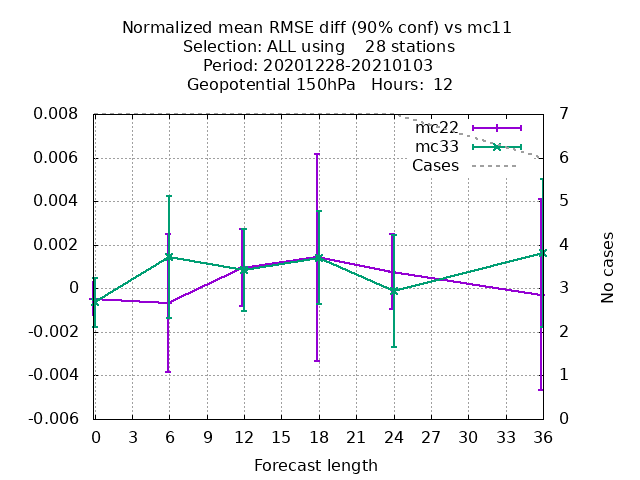 Normalized mean RMSE diff (90% conf) vs mc11
Selection: ALL using    28 stations
Period: 20201228-20210103
Geopotential 150hPa   Hours:  12
0.008
0.006
0.004
0.002
0
-0.002
-0.004
-0.006
7
6
5
4
3
2
1
0
mc22
mc33
Cases
No cases
0 3 6 9 12 15 18 21 24 27 30 33 36
Forecast length